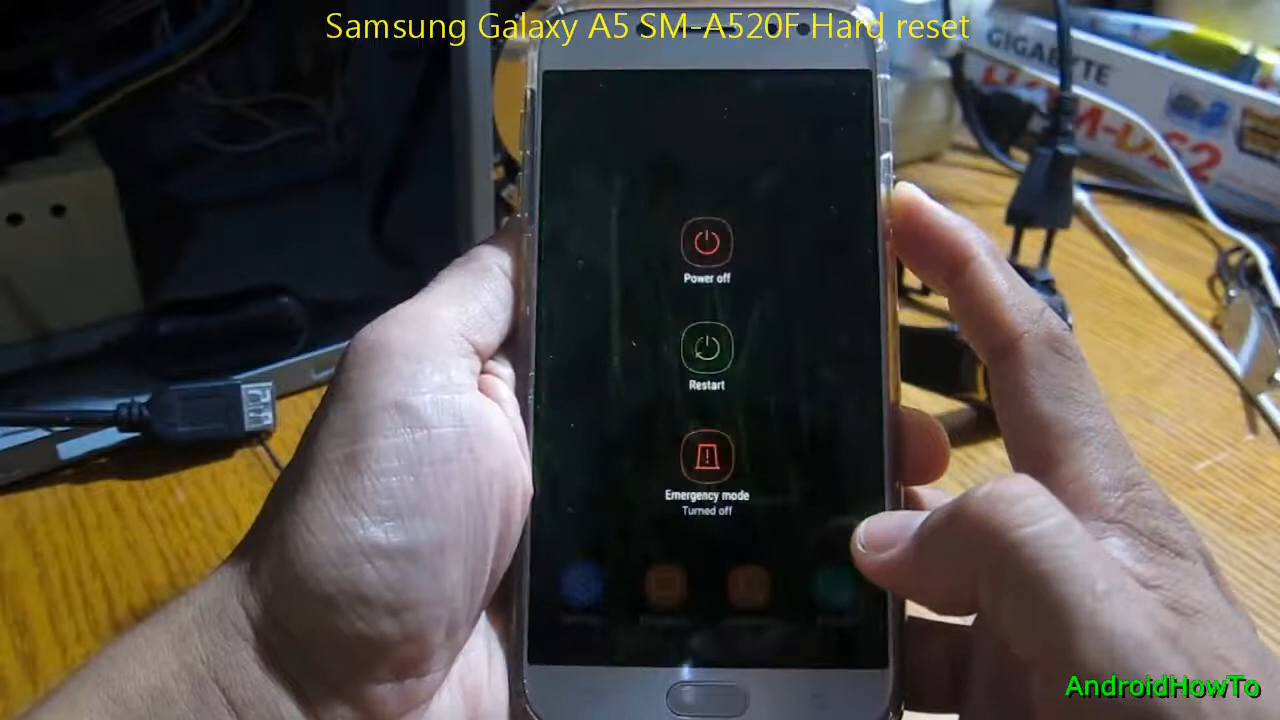 Samsung Galaxy A5 SM-A520F Hard reset
GIGABYTE
Power off
Restart
Emergency mode
Turned off
AndroidHowTo